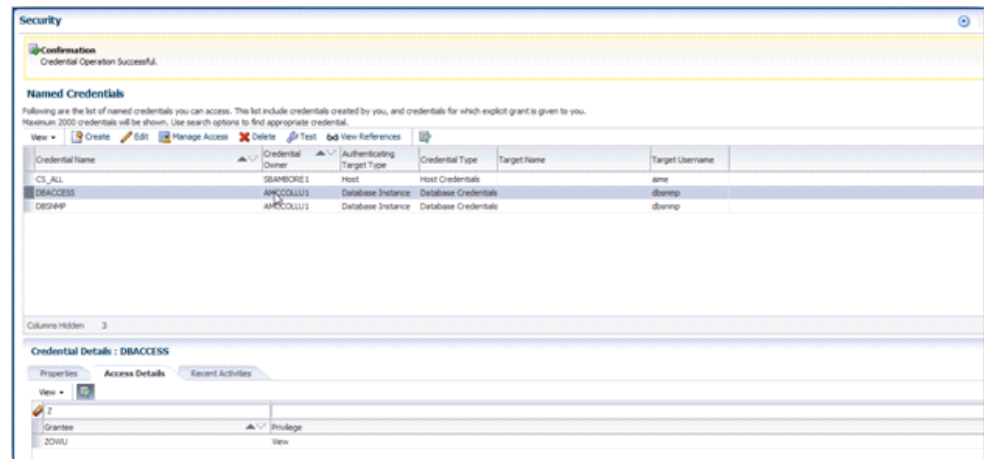 Security
Confirmation
Credential Operation Successful.
Named Credentials
Following are the list of named credentials you can access. This list include credentials created by you, and credentials for which explicit grant is given to you.
Maximum 2000 credentials will be shown. Use search options to find appropriate credential.
View Create Edit Manage Access Delete Test View References
Credential Name Credential Owner Authenticating Target Type Credential Type Target Name Target Username
CS_ALL SBAMBORE1 Host Host Credentials aime
DBACCESS AMCCOLLU1 Database Instance Database Credentials dbsnmp
DBSNMP AMCCOLLU1 Database Instance Database Credentials dbsnmp
Columns Hidden 3
Credential Details : DBACCESS
Properties Access Details Recent Activities
View
Z
Grantee Privilege
ZOWU View